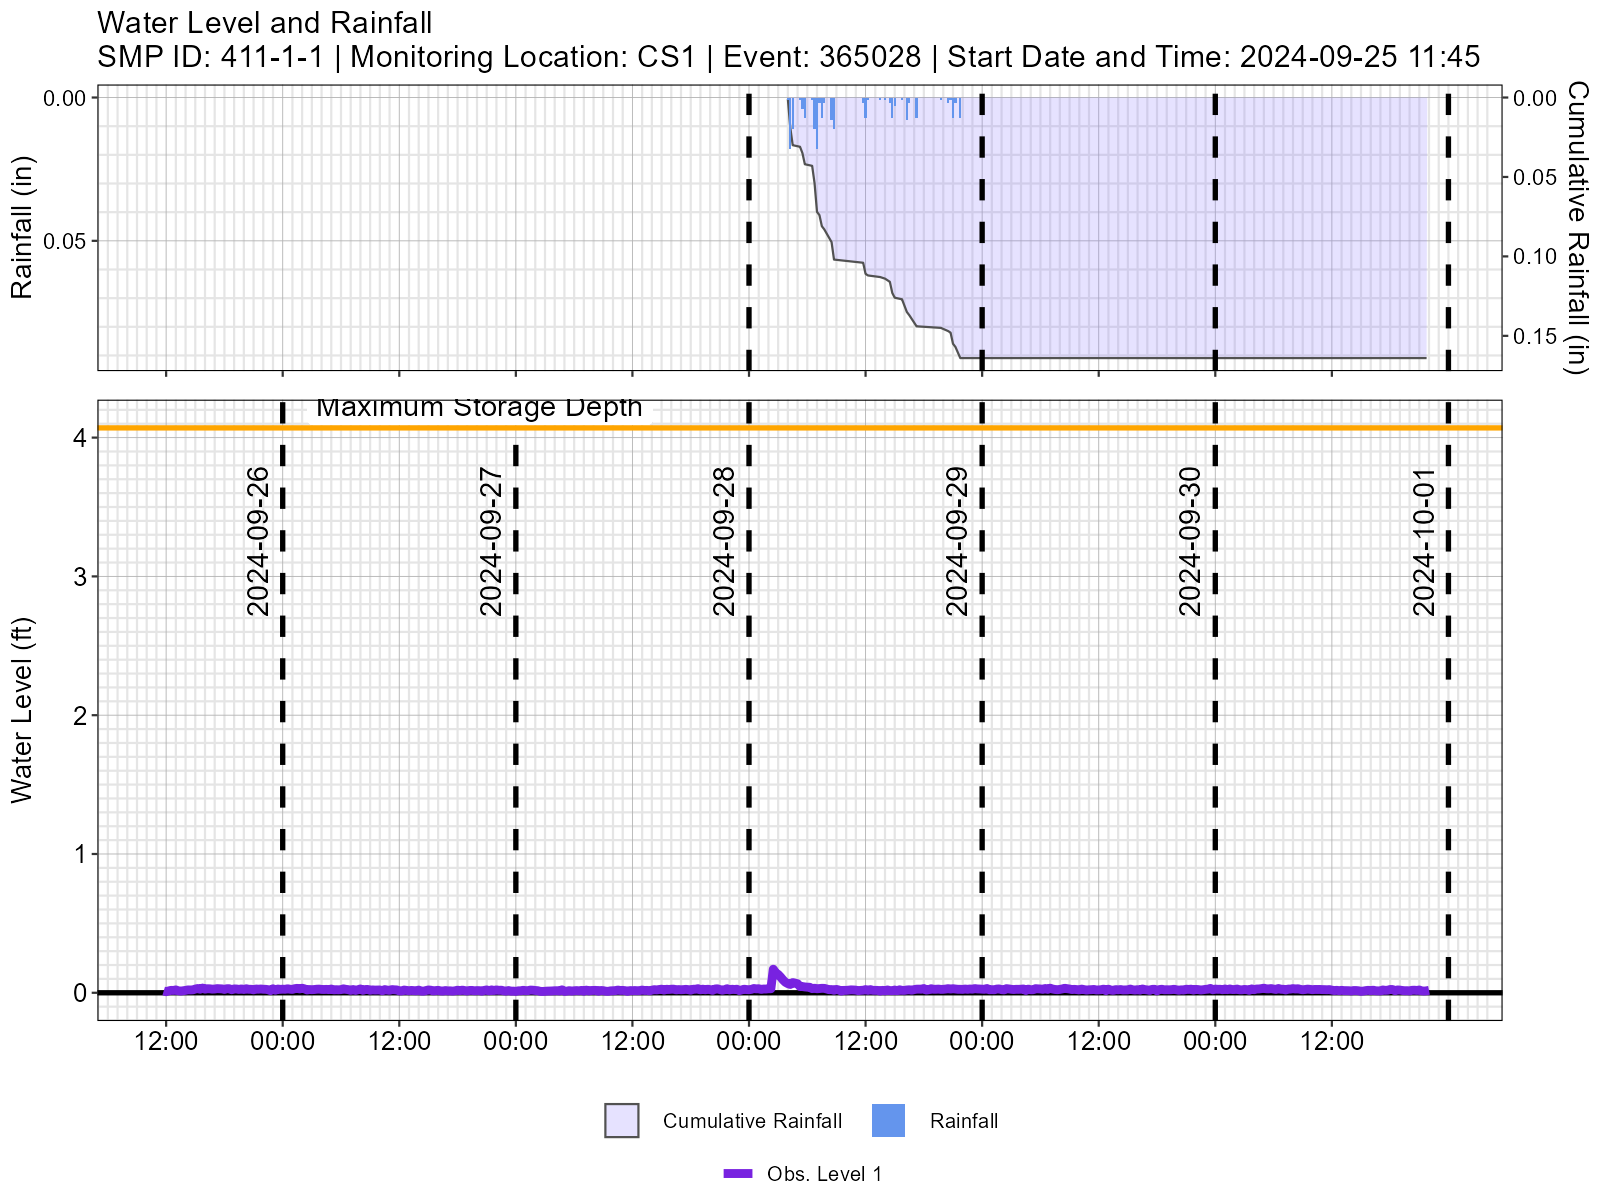 Water Level and Rainfall
SMP ID: 411-1-1 | Monitoring Location: CS1 | Event: 365028 | Start Date and Time: 2024-09-25 11:45
Rainfall (in)
0.00
0.05
0.00
0.05
0.10
0.15
Cumulative Rainfall (in)
Maximum Storage Depth
Water Level (ft)
4
3
2
1
0
2024-09-26
2024-09-27
2024-09-28
2024-09-29
2024-09-30
2024-10-01
12:00 00:00 12:00 00:00 12:00 00:00 12:00 00:00 12:00 00:00 12:00
Cumulative Rainfall
Rainfall
Obs. Level 1